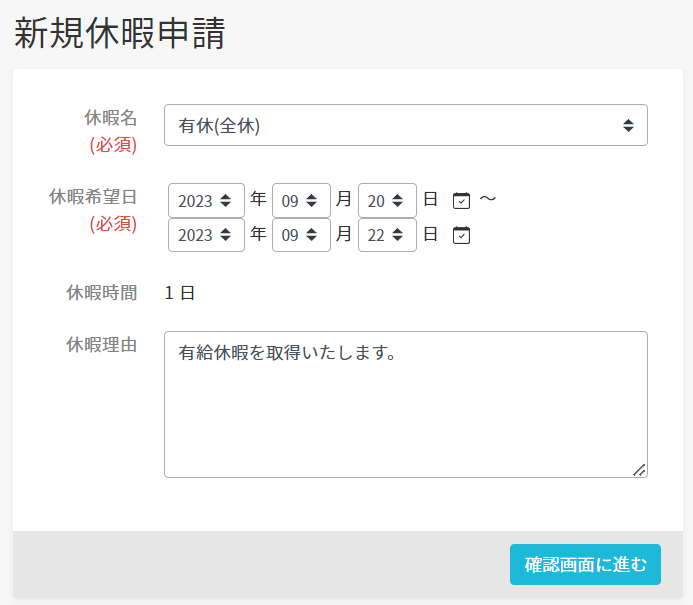 新規休暇申請
休暇名
(必須)
有休(全休)
休暇希望日
(必須)
2023 年 09 月 20 日 ～
2023 年 09 月 22 日
休暇時間
1 日
休暇理由
有給休暇を取得いたします。
確認画面に進む